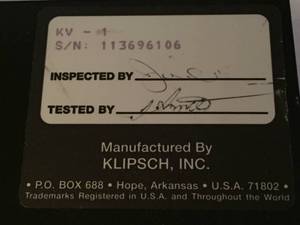 KV - 1
S/N: 113696106
INSPECTED BY
TESTED BY
Manufactured By
KLIPSCH, INC.
• P.O. BOX 688 • Hope, Arkansas • U.S.A. 71802 •
Trademarks Registered in U.S.A. and Throughout the World